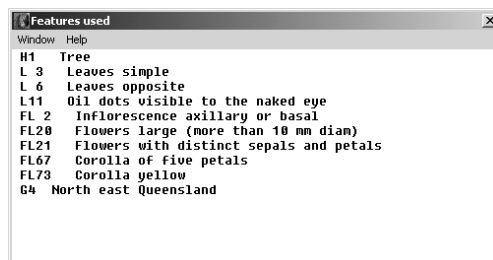 Features used
Window Help
H1 Tree
L 3 Leaves simple
L 6 Leaves opposite
L11 Oil dots visible to the naked eye
FL 2 Inflorescence axillary or basal
FL20 Flowers large (more than 10 mm diam)
FL21 Flowers with distinct sepals and petals
FL67 Corolla of five petals
FL73 Corolla yellow
G4 North east Queensland